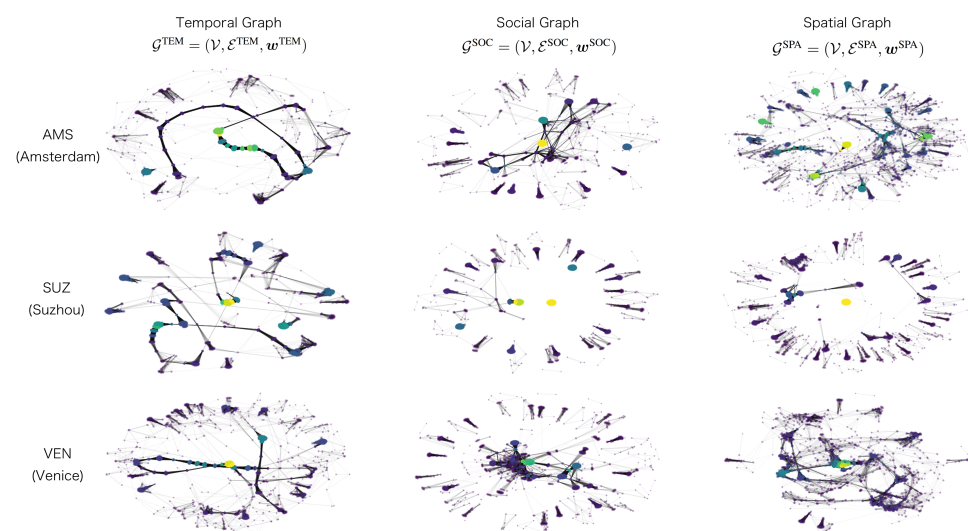 Temporal Graph
𝒢^TEM = (𝒱, ℰ^TEM, 𝒘^TEM)
Social Graph
𝒢^SOC = (𝒱, ℰ^SOC, 𝒘^SOC)
Spatial Graph
𝒢^SPA = (𝒱, ℰ^SPA, 𝒘^SPA)
AMS
(Amsterdam)
SUZ
(Suzhou)
VEN
(Venice)